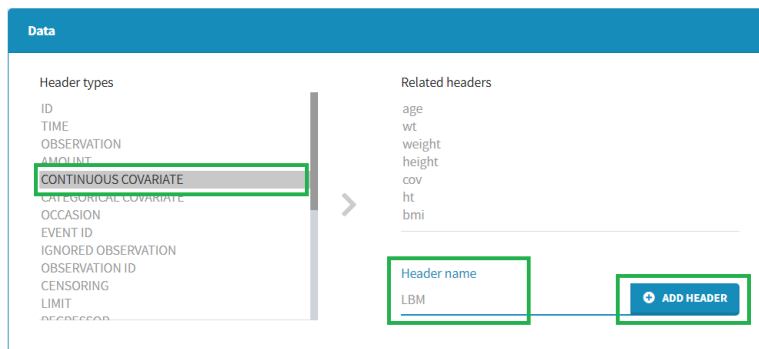 Data
Header types
ID
TIME
OBSERVATION
AMOUNT
CONTINUOUS COVARIATE
CATEGORICAL COVARIATE
OCCASION
EVENT ID
IGNORED OBSERVATION
OBSERVATION ID
CENSORING
LIMIT
REGRESSOR
Related headers
age
wt
weight
height
cov
ht
bmi
Header name
LBM
ADD HEADER